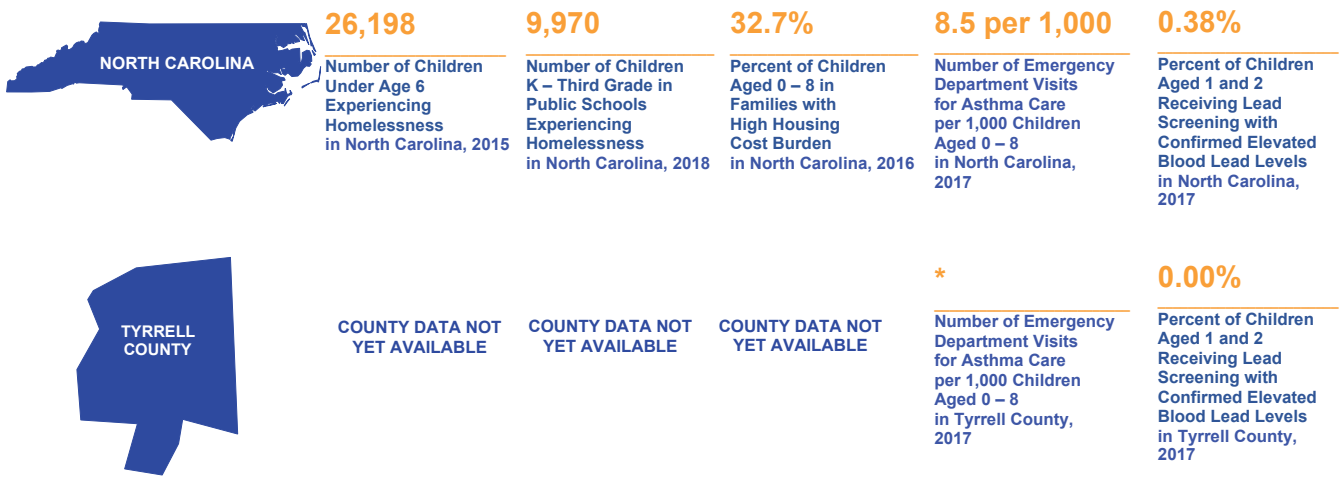 NORTH CAROLINA
26,198
Number of Children
Under Age 6
Experiencing
Homelessness
in North Carolina, 2015
9,970
Number of Children
K – Third Grade in
Public Schools
Experiencing
Homelessness
in North Carolina, 2018
32.7%
Percent of Children
Aged 0 – 8 in
Families with
High Housing
Cost Burden
in North Carolina, 2016
8.5 per 1,000
Number of Emergency
Department Visits
for Asthma Care
per 1,000 Children
Aged 0 – 8
in North Carolina,
2017
0.38%
Percent of Children
Aged 1 and 2
Receiving Lead
Screening with
Confirmed Elevated
Blood Lead Levels
in North Carolina,
2017
TYRRELL
COUNTY
COUNTY DATA NOT
YET AVAILABLE
COUNTY DATA NOT
YET AVAILABLE
COUNTY DATA NOT
YET AVAILABLE
*
Number of Emergency
Department Visits
for Asthma Care
per 1,000 Children
Aged 0 – 8
in Tyrrell County,
2017
0.00%
Percent of Children
Aged 1 and 2
Receiving Lead
Screening with
Confirmed Elevated
Blood Lead Levels
in Tyrrell County,
2017